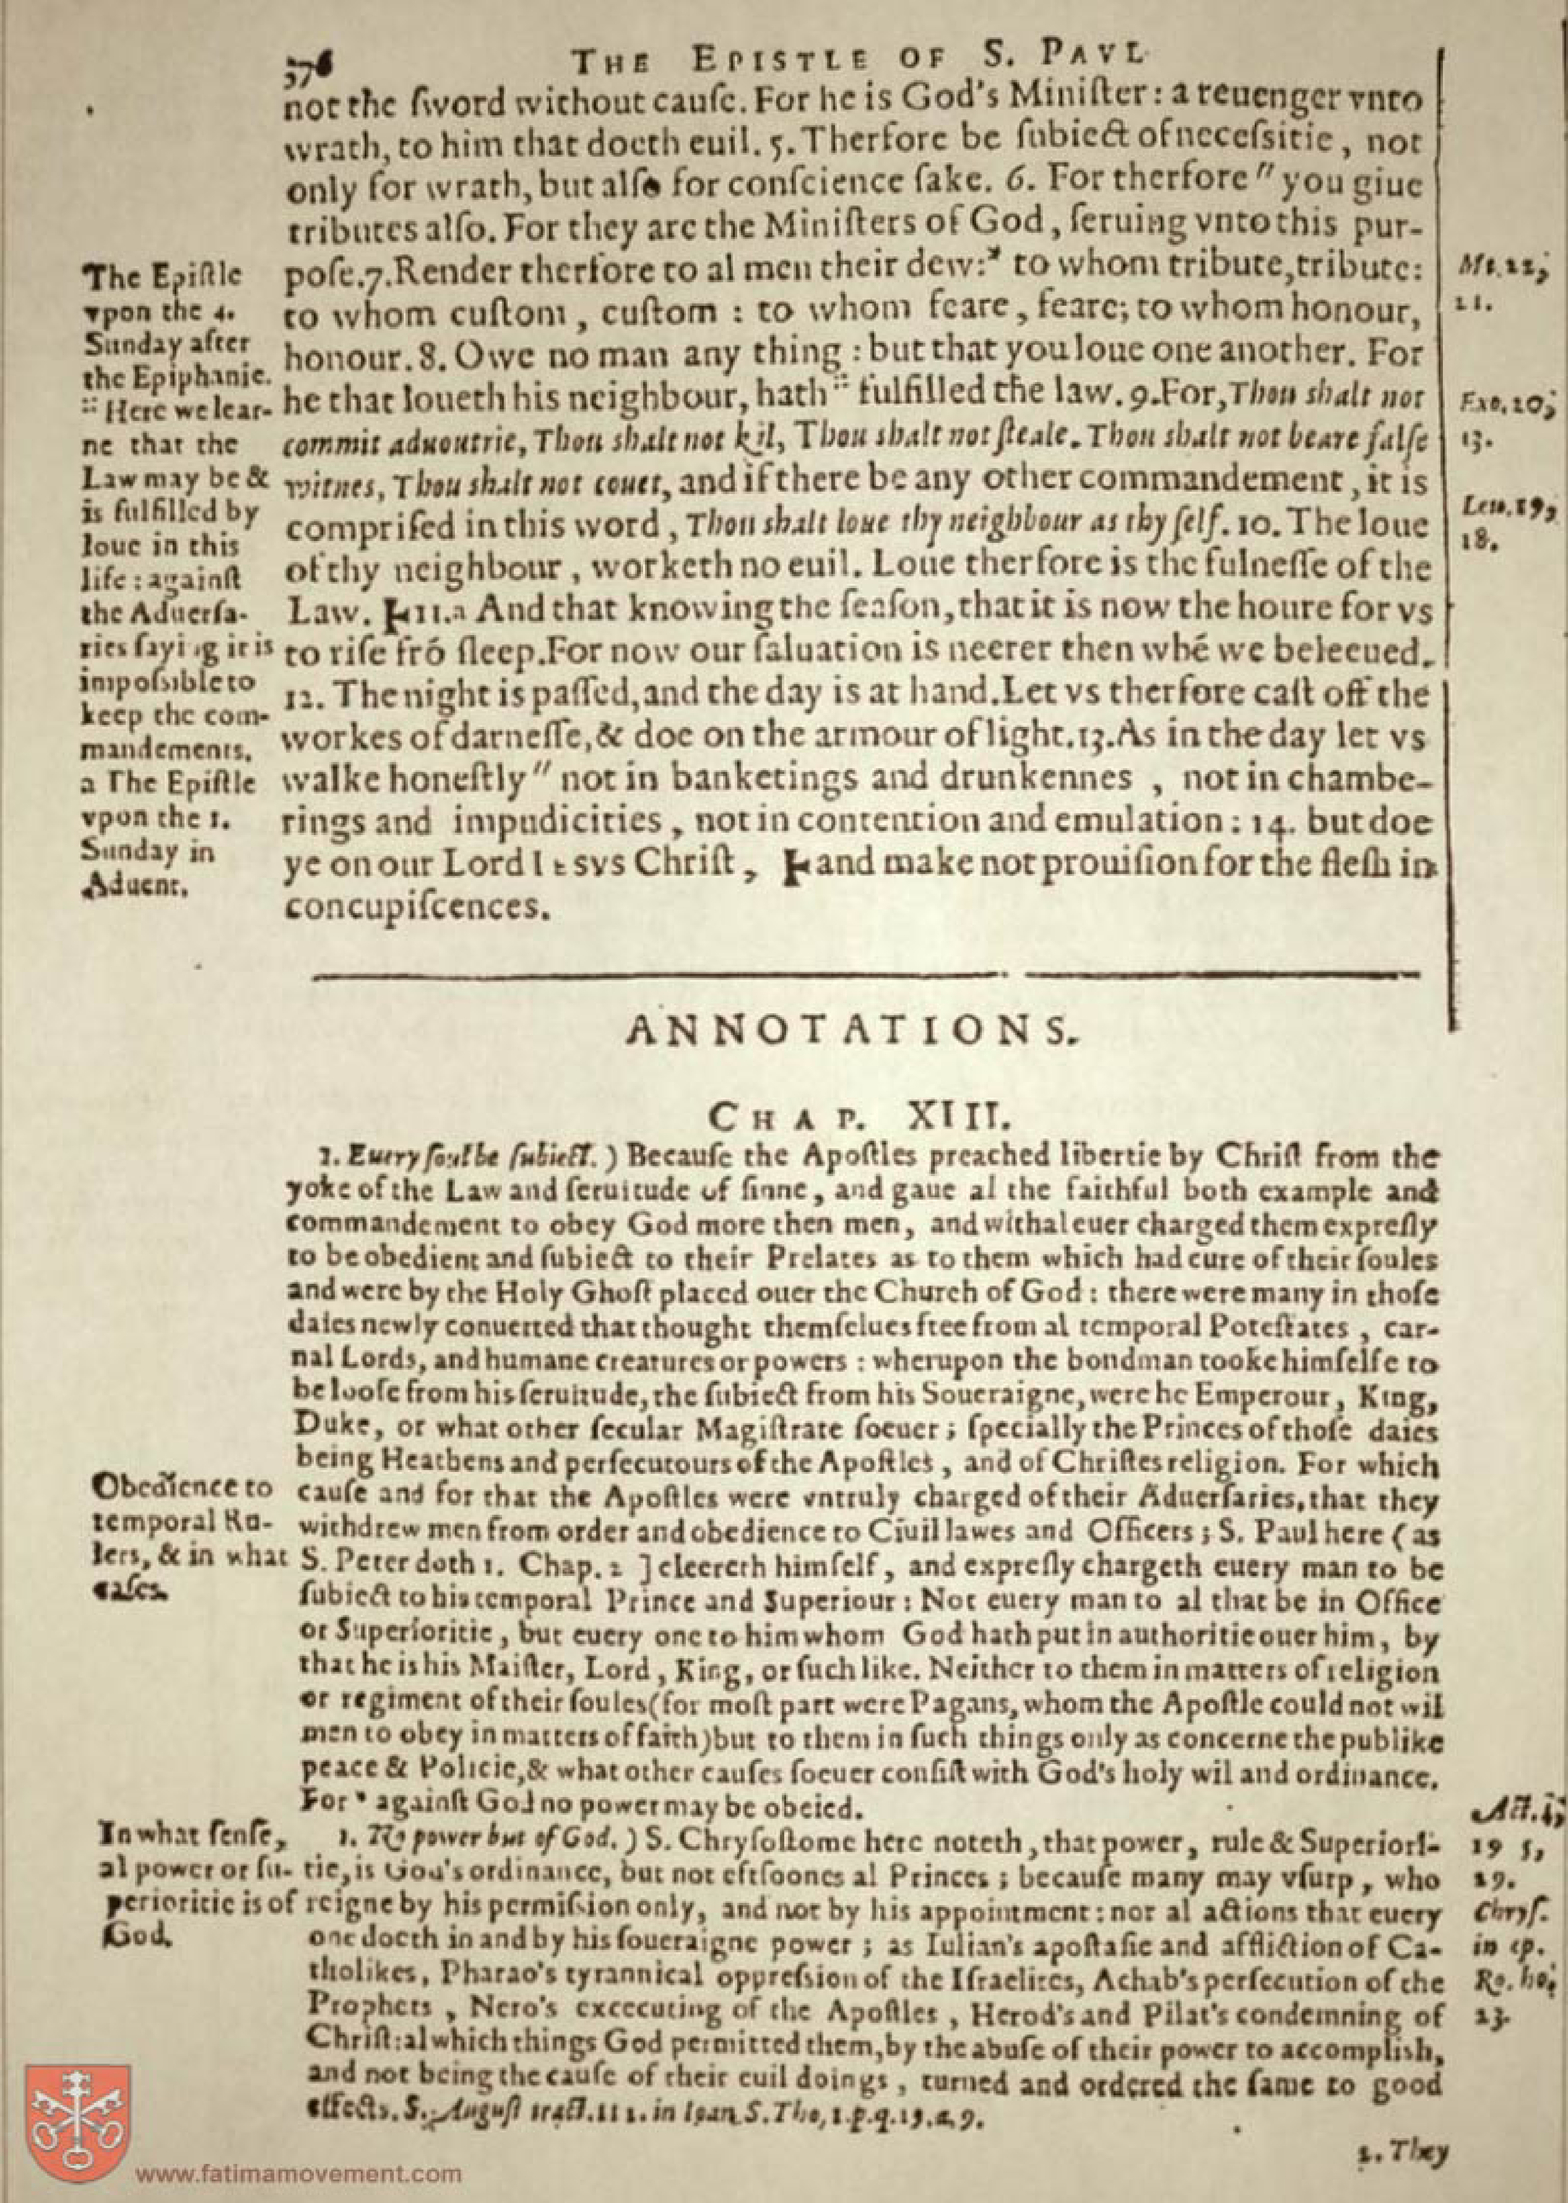 376 THE EPISTLE OF S. PAVL
not the ſword without cauſe. For he is God's Miniſter: a reuenger vnto
wrath, to him that doeth euil. 5. Therfore be ſubiect of neceſsitie, not
only for wrath, but alſo for conſcience ſake. 6. For therfore " you giue
tributes alſo. For they are the Miniſters of God, ſeruing vnto this pur-
poſe. 7. Render therfore to al men their dew:* to whom tribute, tribute:
to whom cuſtom, cuſtom: to whom feare, feare; to whom honour,
honour. 8. Owe no man any thing: but that you loue one another. For
he that loueth his neighbour, hath :: fulfilled the law. 9. For, Thou shalt not
commit aduoutrie, Thou shalt not kil, Thou shalt not ſteale. Thou shalt not beare falſe
witnes, Thou shalt not couet, and if there be any other commandement, it is
compriſed in this word, Thou shalt loue thy neighbour as thy ſelf. 10. The loue
of thy neighbour, worketh no euil. Loue therfore is the fulneſſe of the
Law. 11. a And that knowing the ſeaſon, that it is now the houre for vs
to riſe frō ſleep. For now our ſaluation is neerer then whē we beleeued.
12. The night is paſſed, and the day is at hand. Let vs therfore caſt off the
workes of darneſſe, & doe on the armour of light. 13. As in the day let vs
walke honeſtly " not in banketings and drunkennes, not in chambe-
rings and impudicities, not in contention and emulation: 14. but doe
ye on our Lord IESVS Chriſt, and make not prouiſion for the fleſh in
concupiſcences.
The Epiſtle
vpon the 4.
Sunday after
the Epiphanie.
:: Here we lear-
ne that the
Law may be &
is fulfilled by
loue in this
life: againſt
the Aduerſa-
ries ſaying it is
impoſsible to
keep the com-
mandements.
a The Epiſtle
vpon the 1.
Sunday in
Aduent.
Mt. 22,
21.
Exo. 20,
13.
Leu. 19,
18.
ANNOTATIONS.
CHAP. XIII.
1. Euery ſoul be ſubiect.) Becauſe the Apoſtles preached libertie by Chriſt from the
yoke of the Law and ſeruitude of ſinne, and gaue al the faithful both example and
commandement to obey God more then men, and withal euer charged them expreſly
to be obedient and ſubiect to their Prelates as to them which had cure of their ſoules
and were by the Holy Ghoſt placed ouer the Church of God: there were many in thoſe
daies newly conuerted that thought themſelues free from al temporal Poteſtates, car-
nal Lords, and humane creatures or powers: wherupon the bondman tooke himſelfe to
be looſe from his ſeruitude, the ſubiect from his Soueraigne, were he Emperour, King,
Duke, or what other ſecular Magiſtrate ſoeuer; ſpecially the Princes of thoſe daies
being Heathens and perſecutours of the Apoſtles, and of Chriſtes religion. For which
cauſe and for that the Apoſtles were vntruly charged of their Aduerſaries, that they
withdrew men from order and obedience to Ciuil lawes and Officers; S. Paul here (as
S. Peter doth 1. Chap. 2 ] cleereth himſelf, and expreſly chargeth euery man to be
ſubiect to his temporal Prince and Superiour: Not euery man to al that be in Office
or Superioritie, but euery one to him whom God hath put in authoritie ouer him, by
that he is his Maiſter, Lord, King, or ſuch like. Neither to them in matters of religion
or regiment of their ſoules (for moſt part were Pagans, whom the Apoſtle could not wil
men to obey in matters of faith) but to them in ſuch things only as concerne the publike
peace & Policie, & what other cauſes ſoeuer conſiſt with God's holy wil and ordinance.
For * againſt God no power may be obeied.
Obedience to
temporal Ru-
lers, & in what
caſes.
1. No power but of God.) S. Chryſoſtome here noteth, that power, rule & Superiori-
tie, is God's ordinance, but not eftſoones al Princes; becauſe many may vſurp, who
reigne by his permiſsion only, and not by his appointment: nor al actions that euery
one doeth in and by his ſoueraigne power; as Iulian's apoſtaſie and affliction of Ca-
tholikes, Pharao's tyrannical oppreſsion of the Iſraelites, Achab's perſecution of the
Prophets, Nero's excecuting of the Apoſtles, Herod's and Pilat's condemning of
Chriſt: al which things God permitted them, by the abuſe of their power to accompliſh,
and not being the cauſe of their euil doings, turned and ordered the ſame to good
effects. S. Auguſt tract. 111. in Ioan. S. Tho, 1. p. q. 19. a, 9.
In what ſenſe,
al power or ſu-
perioritie is of
God.
Act. 4,
19 5,
29.
Chryſ.
in ep.
Ro. ho.
23.
2. They
www.fatimamovement.com